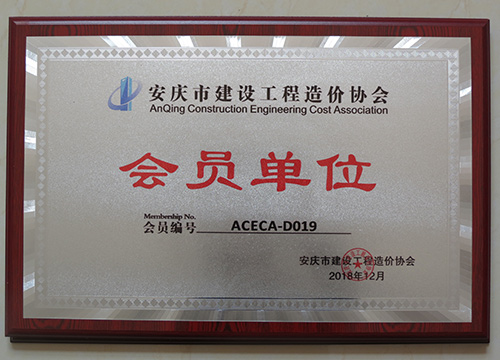 安庆市建设工程造价协会
AnQing Construction Engineering Cost Association
会员单位
Membership No.
会员编号 ACECA-D019
安庆市建设工程造价协会
2018年12月